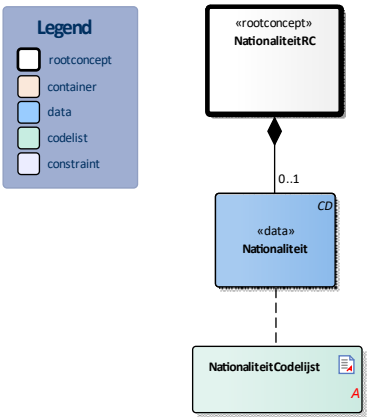 Legend
rootconcept
container
data
codelist
constraint
«rootconcept»
NationaliteitRC
0..1
CD
«data»
Nationaliteit
NationaliteitCodelijst
A